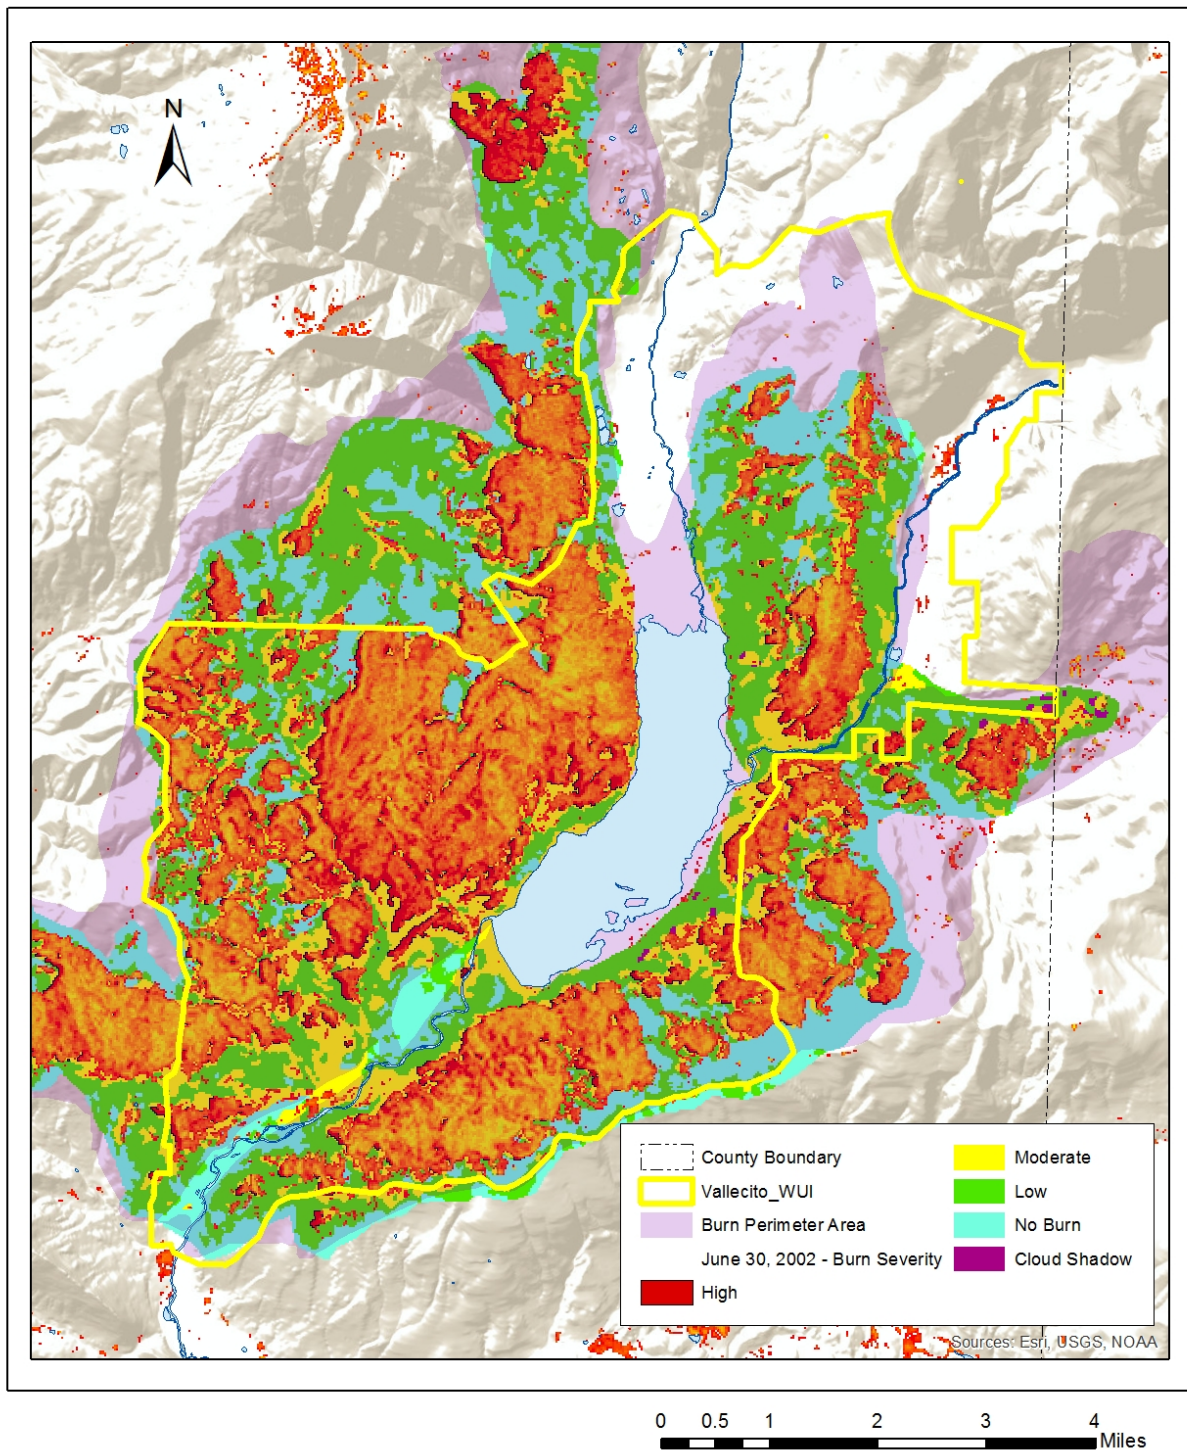 N
County Boundary
Vallecito_WUI
Burn Perimeter Area
June 30, 2002 - Burn Severity
High
Moderate
Low
No Burn
Cloud Shadow
Sources: Esri, USGS, NOAA
0 0.5 1 2 3 4
Miles